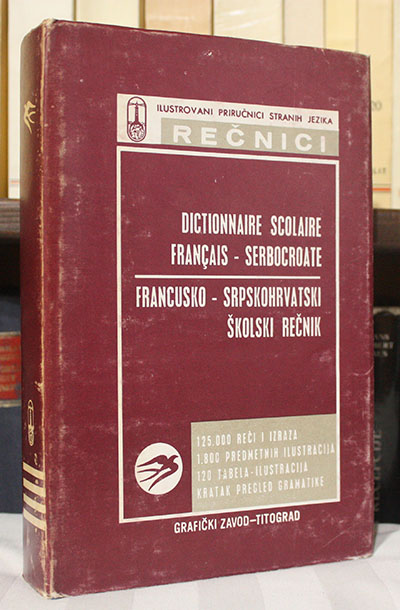 ILUSTROVANI PRIRUČNICI STRANIH JEZIKA
REČNICI
DICTIONNAIRE SCOLAIRE
FRANÇAIS - SERBOCROATE
FRANCUSKO - SRPSKOHRVATSKI
ŠKOLSKI REČNIK
125.000 REČI I IZRAZA
1.800 PREDMETNIH ILUSTRACIJA
120 TABELA-ILUSTRACIJA
KRATAK PREGLED GRAMATIKE
GRAFIČKI ZAVOD–TITOGRAD